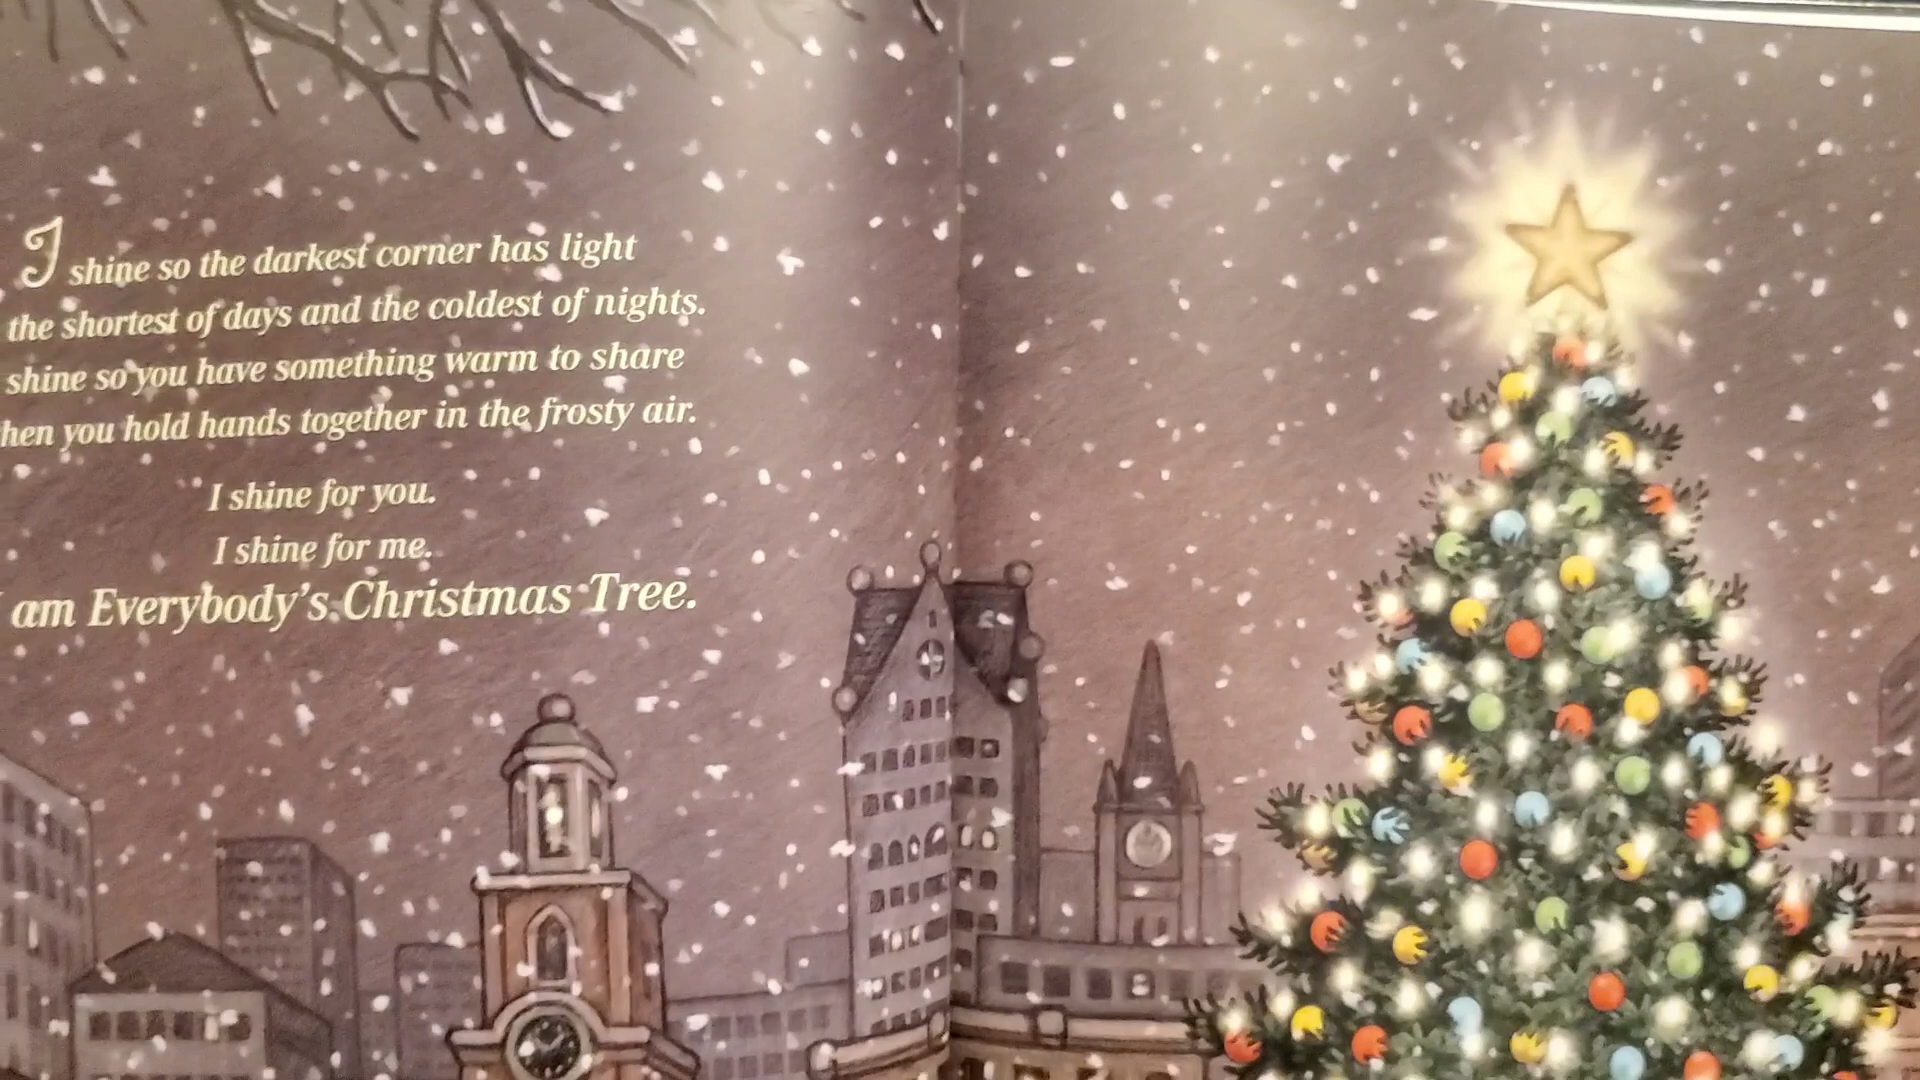 I shine so the darkest corner has light
the shortest of days and the coldest of nights.
shine so you have something warm to share
hen you hold hands together in the frosty air.
I shine for you.
I shine for me.
am Everybody's Christmas Tree.